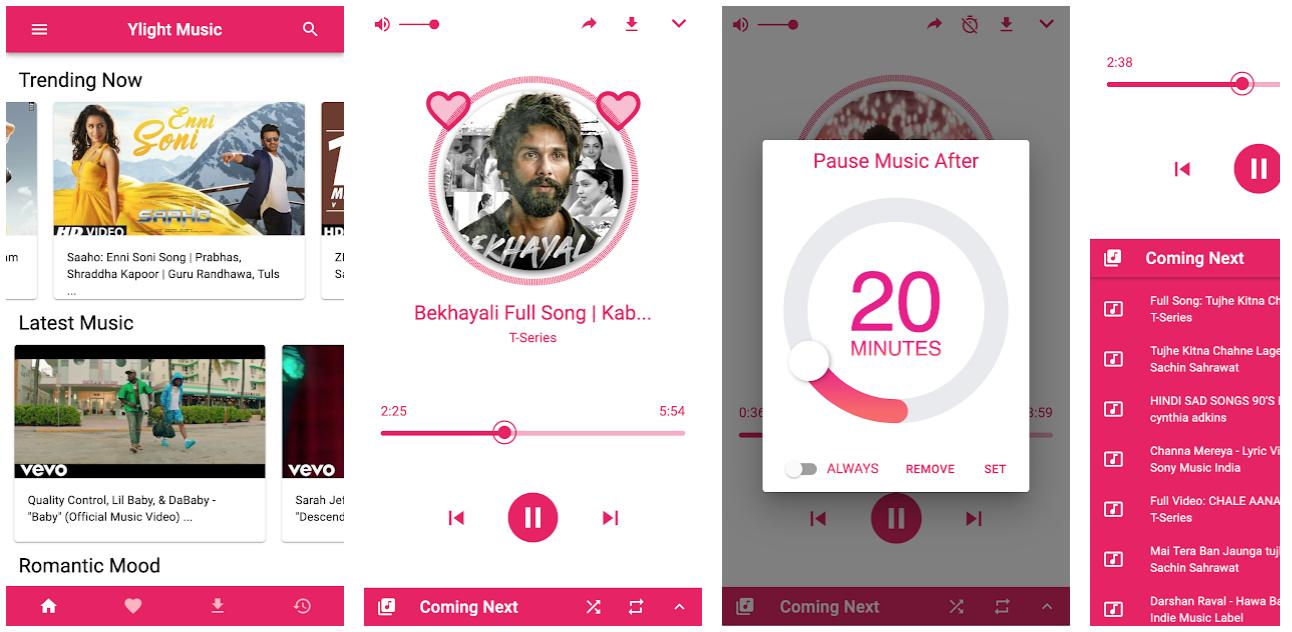 Ylight Music
Trending Now
Enni
Soni
SAAHO
HD VIDEO
HD
am
Saaho: Enni Soni Song | Prabhas,
Shraddha Kapoor | Guru Randhawa, Tuls
...
Sa
Latest Music
vevo
vevo
Quality Control, Lil Baby, & DaBaby -
"Baby" (Official Music Video) ...
Sarah Jef
"Descend
Romantic Mood
BEKHAYAL
Bekhayali Full Song | Kab...
T-Series
2:25
5:54
Coming Next
Pause Music After
20
MINUTES
0:36
3:59
ALWAYS
REMOVE
SET
Coming Next
2:38
Coming Next
Full Song: Tujhe Kitna Ch
T-Series
Tujhe Kitna Chahne Lage
Sachin Sahrawat
HINDI SAD SONGS 90'S
cynthia adkins
Channa Mereya - Lyric Vi
Sony Music India
Full Video: CHALE AANA
T-Series
Mai Tera Ban Jaunga tuj
Sachin Sahrawat
Darshan Raval - Hawa Ba
Indie Music Label